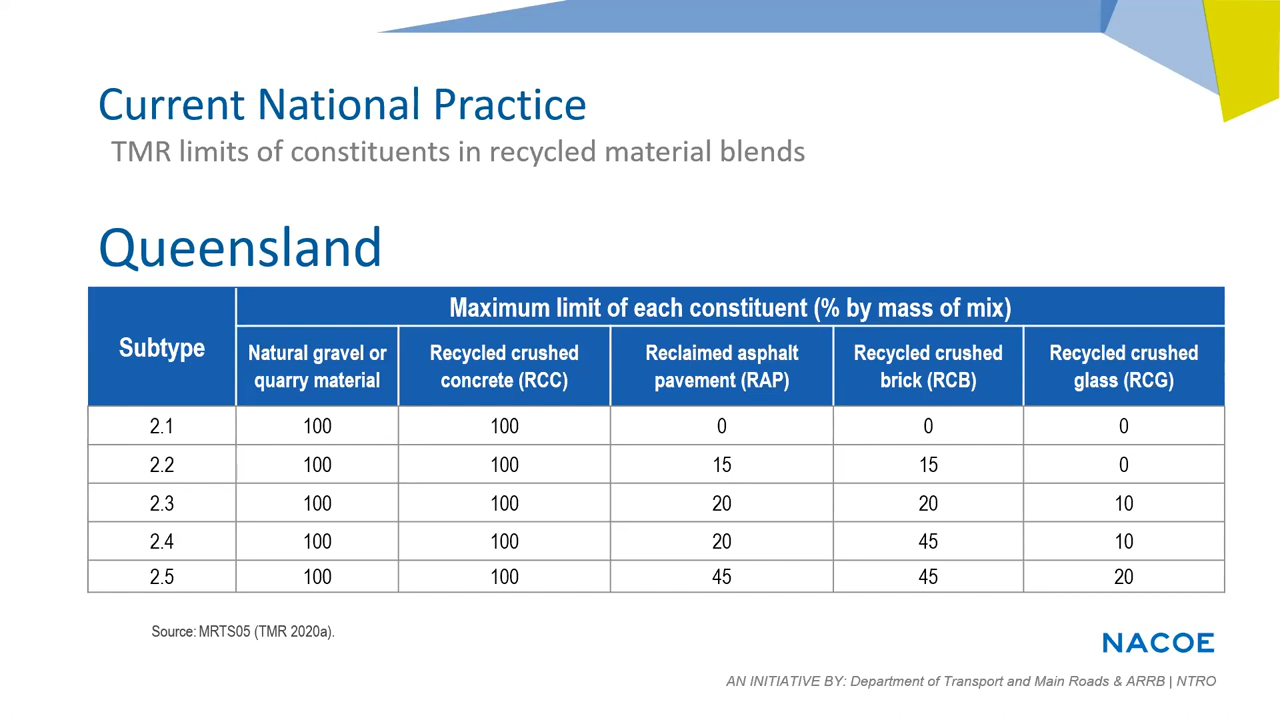 Current National Practice
TMR limits of constituents in recycled material blends
Queensland
Subtype
Maximum limit of each constituent (% by mass of mix)
Natural gravel or
quarry material
Recycled crushed
concrete (RCC)
Reclaimed asphalt
pavement (RAP)
Recycled crushed
brick (RCB)
Recycled crushed
glass (RCG)
2.1 100 100 0 0 0
2.2 100 100 15 15 0
2.3 100 100 20 20 10
2.4 100 100 20 45 10
2.5 100 100 45 45 20
Source: MRTS05 (TMR 2020a).
NACOE
AN INITIATIVE BY: Department of Transport and Main Roads & ARRB | NTRO